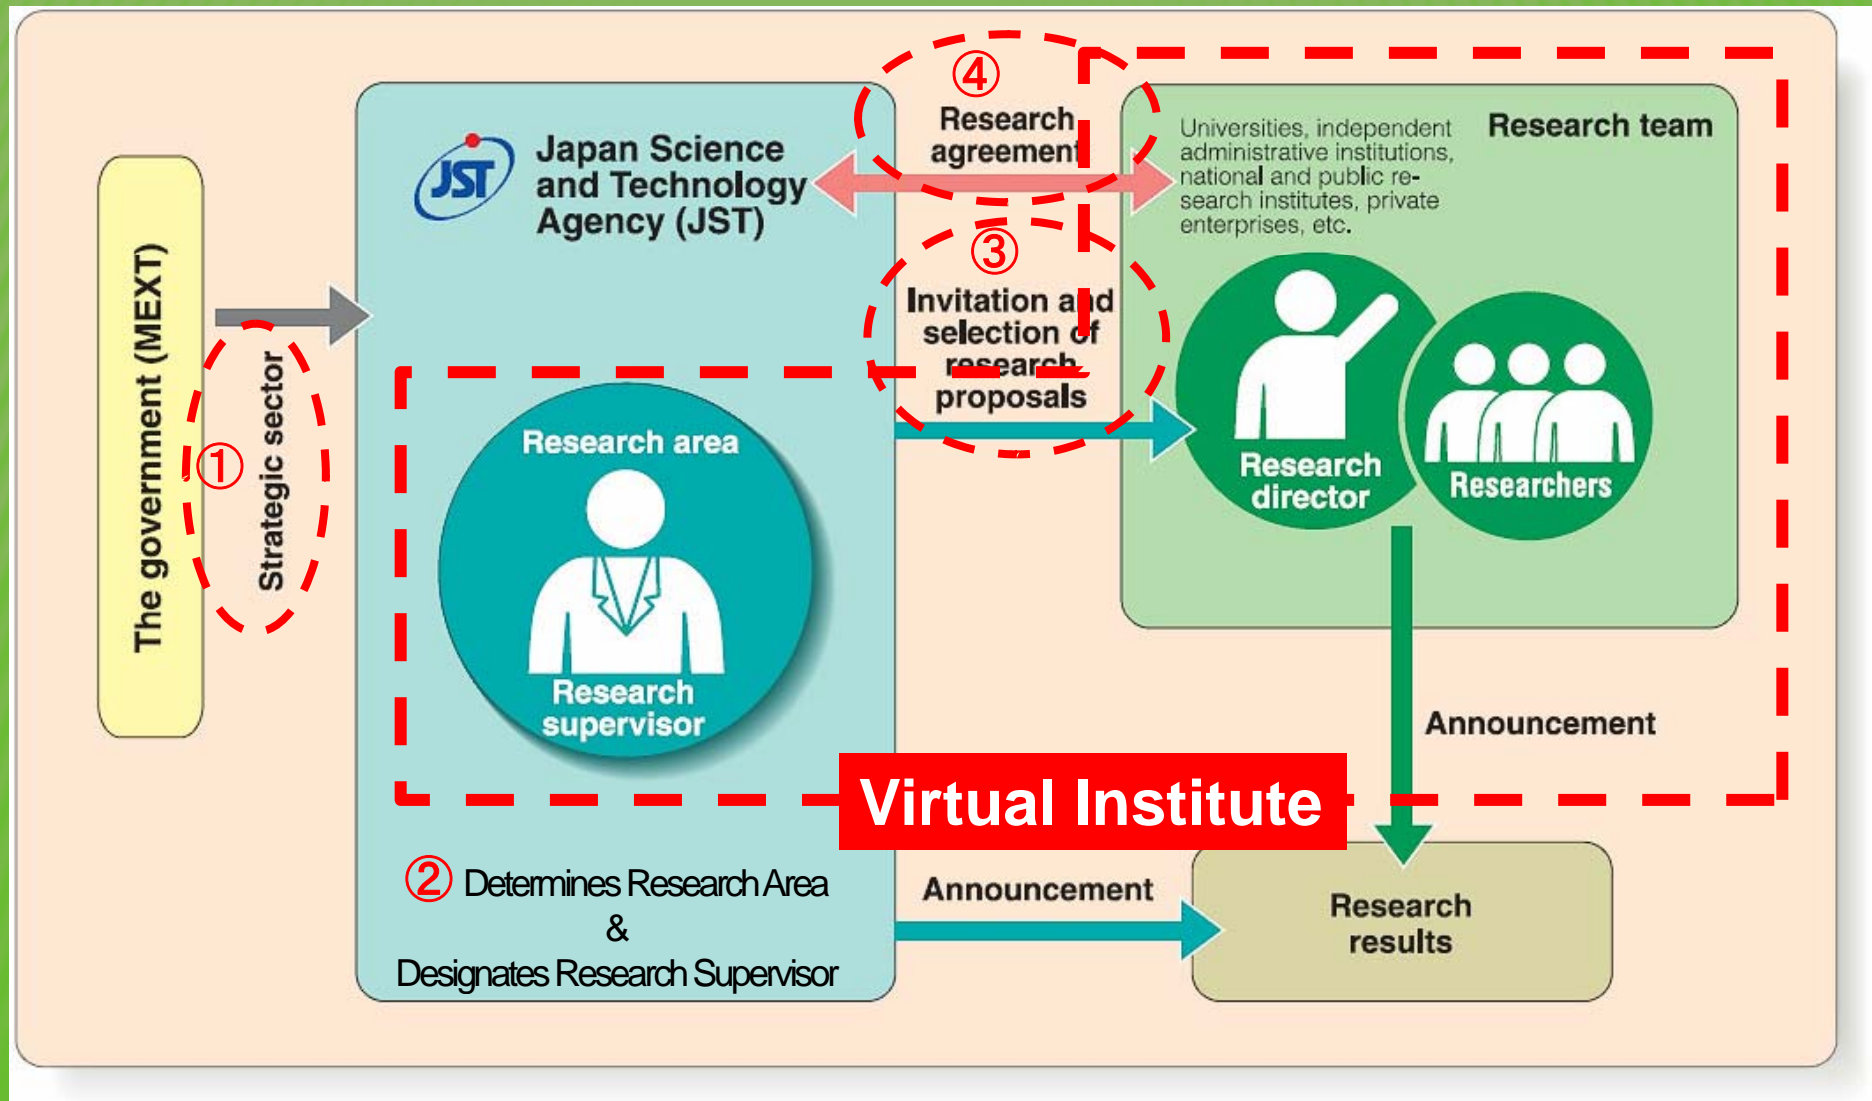 The government (MEXT)
①
Strategic sector
JST
Japan Science
and Technology
Agency (JST)
Research area
Research
supervisor
② Determines Research Area
&
Designates Research Supervisor
④
Research
agreement
③
Invitation and
selection of
research
proposals
Research team
Universities, independent
administrative institutions,
national and public re-
search institutes, private
enterprises, etc.
Research
director
Researchers
Announcement
Virtual Institute
Announcement
Research
results